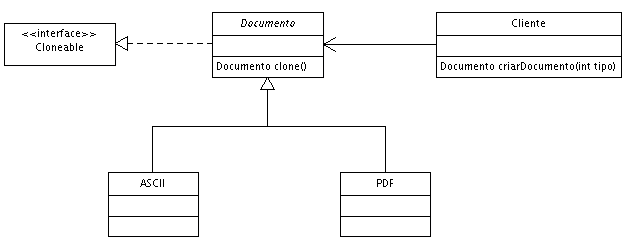 <<interface>>
Cloneable
Documento
Documento clone()
Cliente
Documento criarDocumento(int tipo)
ASCII
PDF